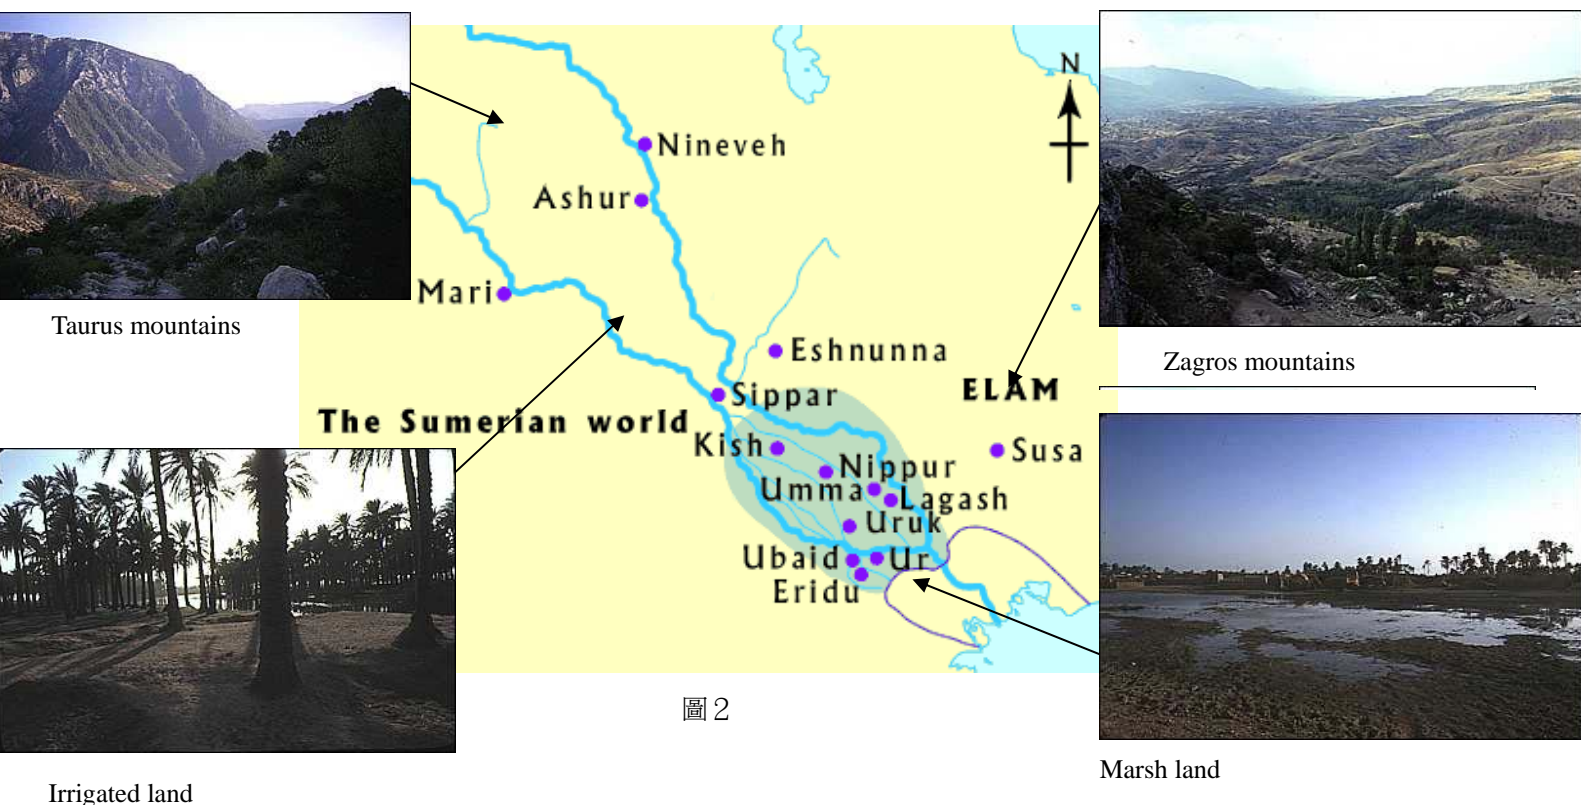 N
Nineveh
Ashur
Mari
Taurus mountains
Eshnunna
Zagros mountains
ELAM
Sippar
The Sumerian world
Kish
Susa
Nippur
Umma
Lagash
Uruk
Ubaid
Ur
Eridu
圖2
Marsh land
Irrigated land